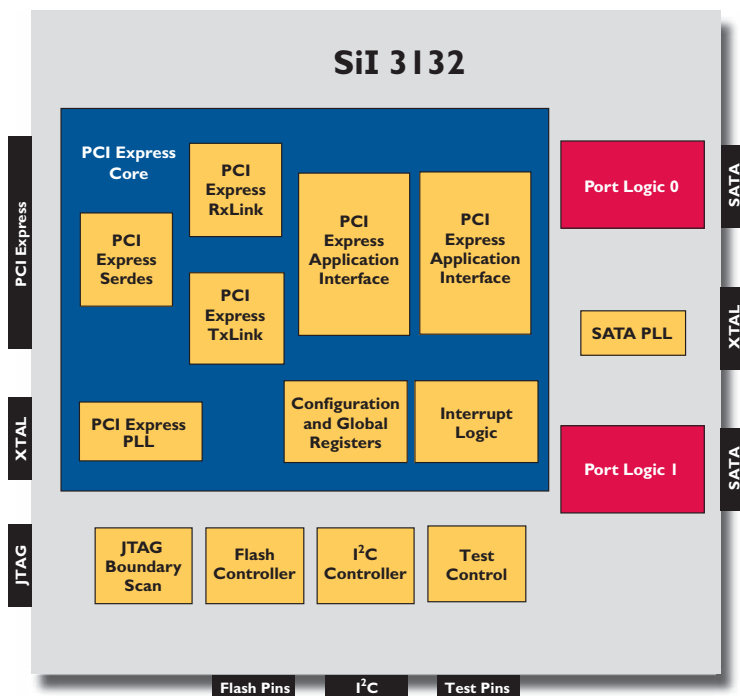 SiI 3132
PCI Express
Core
PCI
Express
RxLink
PCI
Express
Serdes
PCI
Express
TxLink
PCI
Express
Application
Interface
PCI
Express
Application
Interface
PCI Express
PLL
Configuration
and Global
Registers
Interrupt
Logic
Port Logic 0
SATA PLL
Port Logic 1
JTAG
Boundary
Scan
Flash
Controller
I²C
Controller
Test
Control
PCI Express
XTAL
JTAG
SATA
XTAL
SATA
Flash Pins
I²C
Test Pins